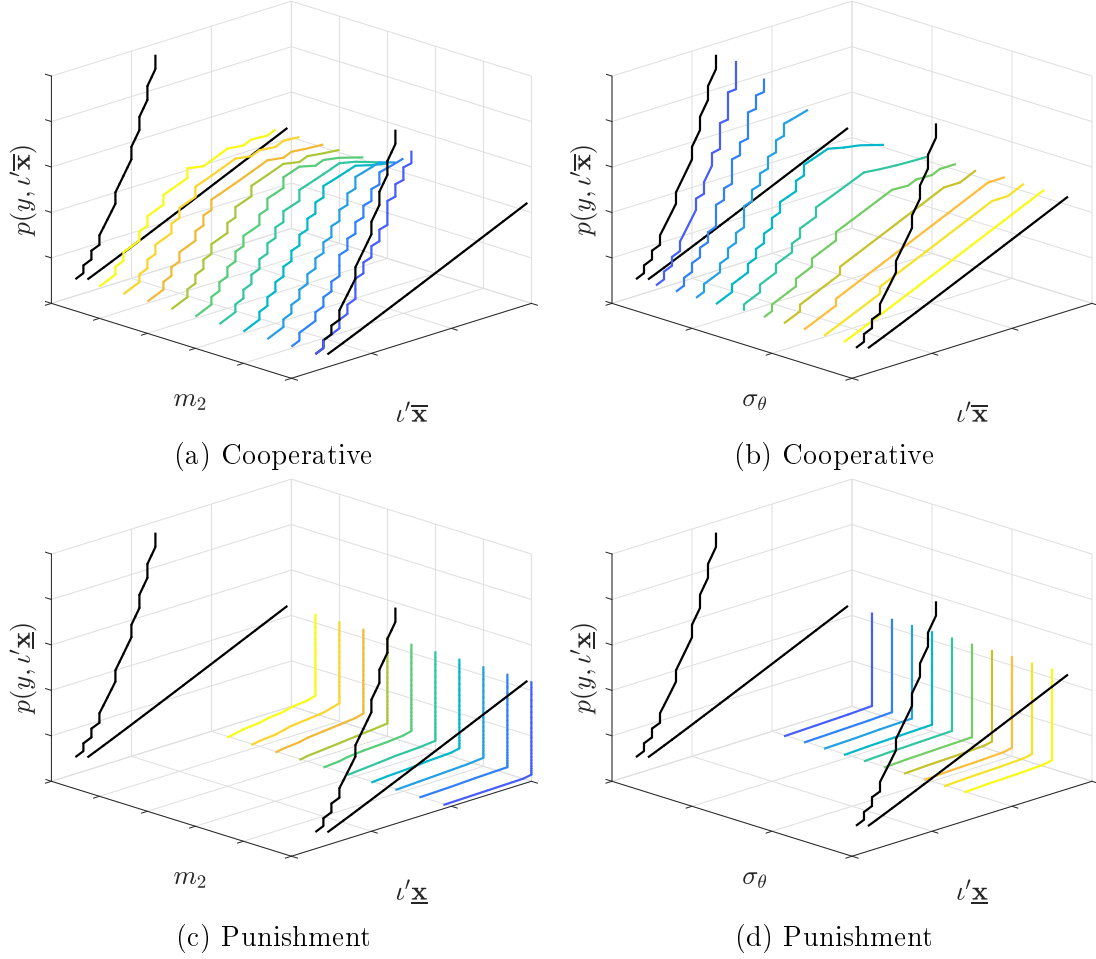 p(y, ι′x̅)
m₂
ι′x̅
(a) Cooperative
p(y, ι′x̅)
σ_θ
ι′x̅
(b) Cooperative
p(y, ι′x̲)
m₂
ι′x̲
(c) Punishment
p(y, ι′x̲)
σ_θ
ι′x̲
(d) Punishment